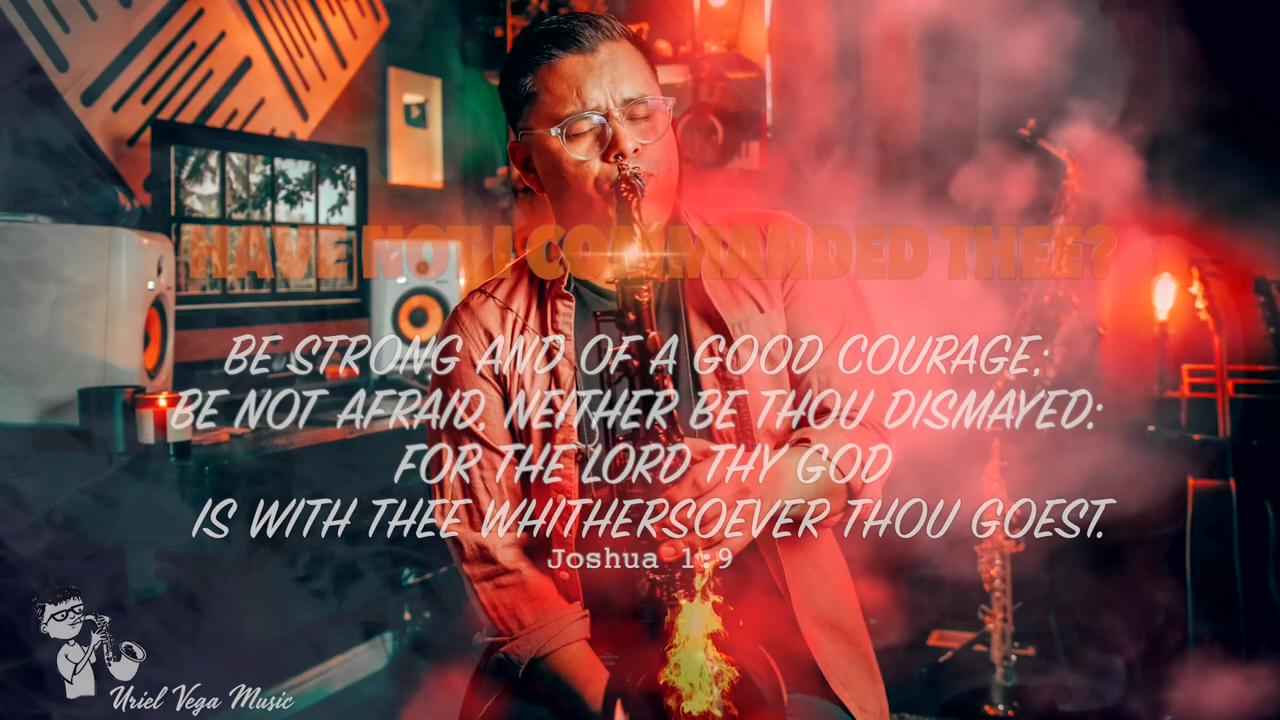 HAVE NOT I COMMANDED THEE?
BE STRONG AND OF A GOOD COURAGE;
BE NOT AFRAID, NEITHER BE THOU DISMAYED:
FOR THE LORD THY GOD
IS WITH THEE WHITHERSOEVER THOU GOEST.
Joshua 1:9
Uriel Vega Music